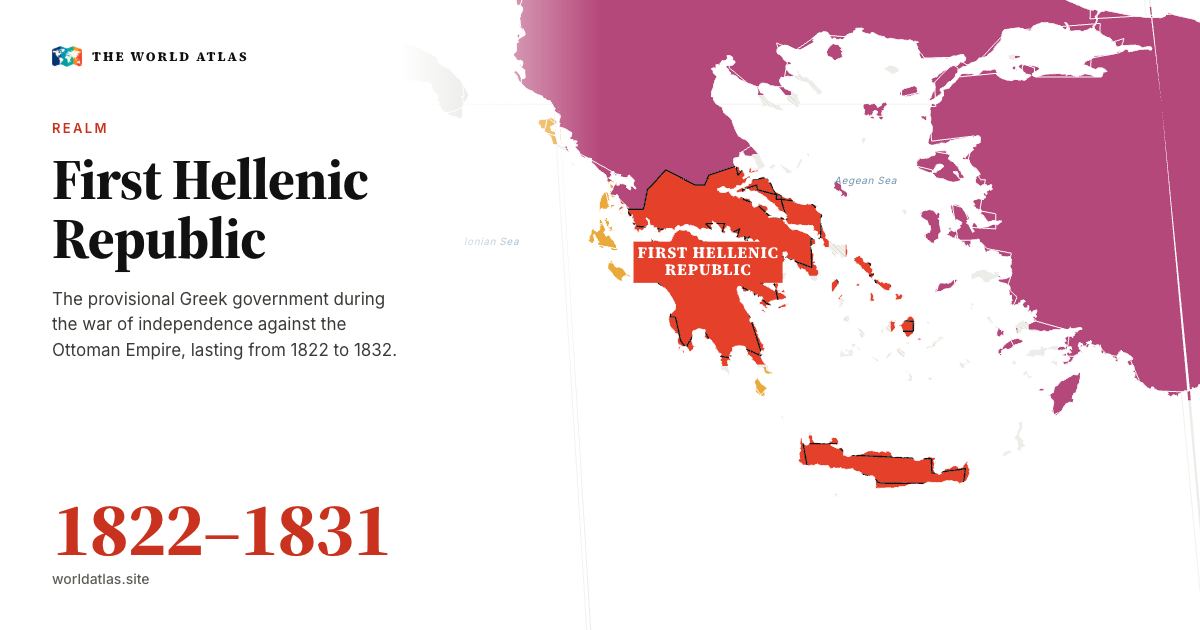 THE WORLD ATLAS
REALM
First Hellenic
Republic
The provisional Greek government during
the war of independence against the
Ottoman Empire, lasting from 1822 to 1832.
1822–1831
worldatlas.site
Ionian Sea
Aegean Sea
FIRST HELLENIC
REPUBLIC